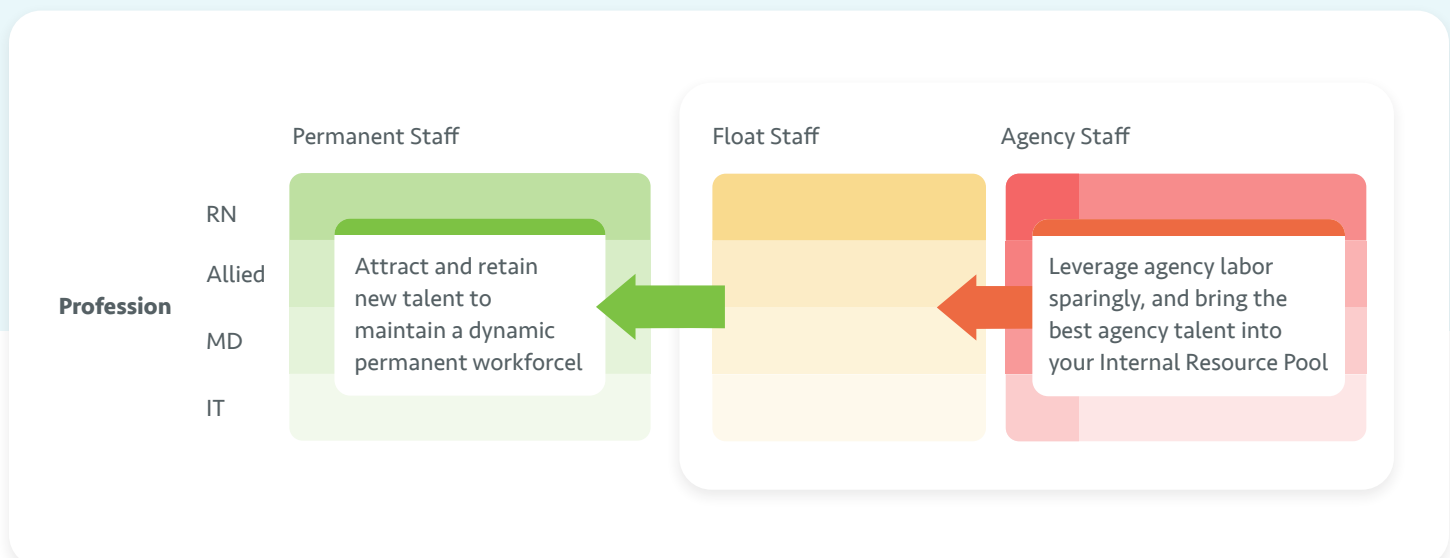 Permanent Staff
Float Staff
Agency Staff
Profession
RN
Allied
MD
IT
Attract and retain
new talent to
maintain a dynamic
permanent workforcel
Leverage agency labor
sparingly, and bring the
best agency talent into
your Internal Resource Pool